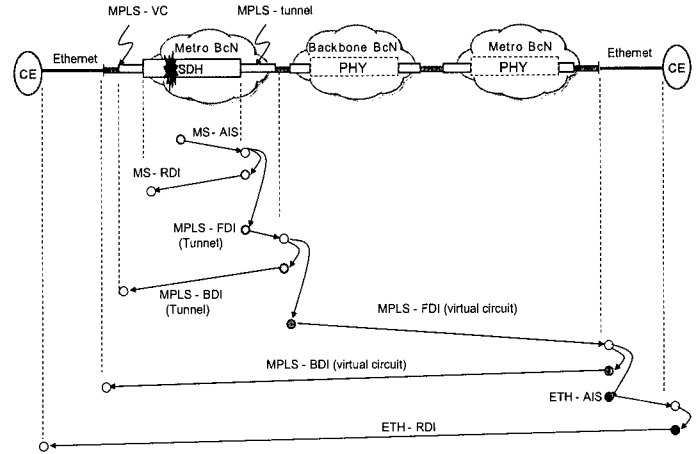 MPLS - VC
MPLS - tunnel
Ethernet
Metro BcN
Backbone BcN
Metro BcN
Ethernet
CE
SDH
PHY
PHY
CE
MS - AIS
MS - RDI
MPLS - FDI
(Tunnel)
MPLS - BDI
(Tunnel)
MPLS - FDI (virtual circuit)
MPLS - BDI (virtual circuit)
ETH - AIS
ETH - RDI